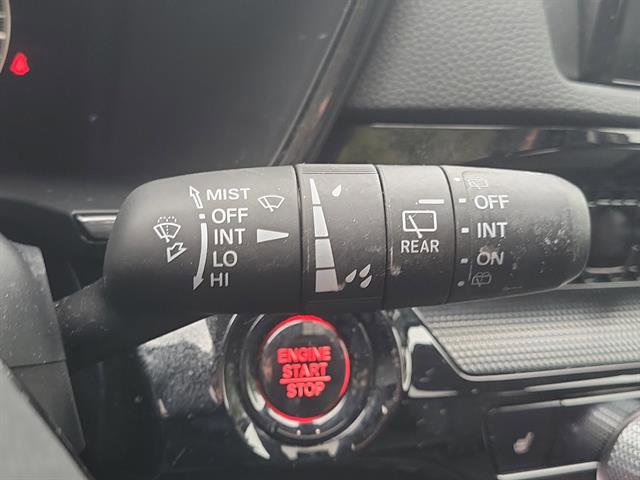 MIST
OFF
INT
LO
HI
REAR
OFF
INT
ON
ENGINE
START
STOP